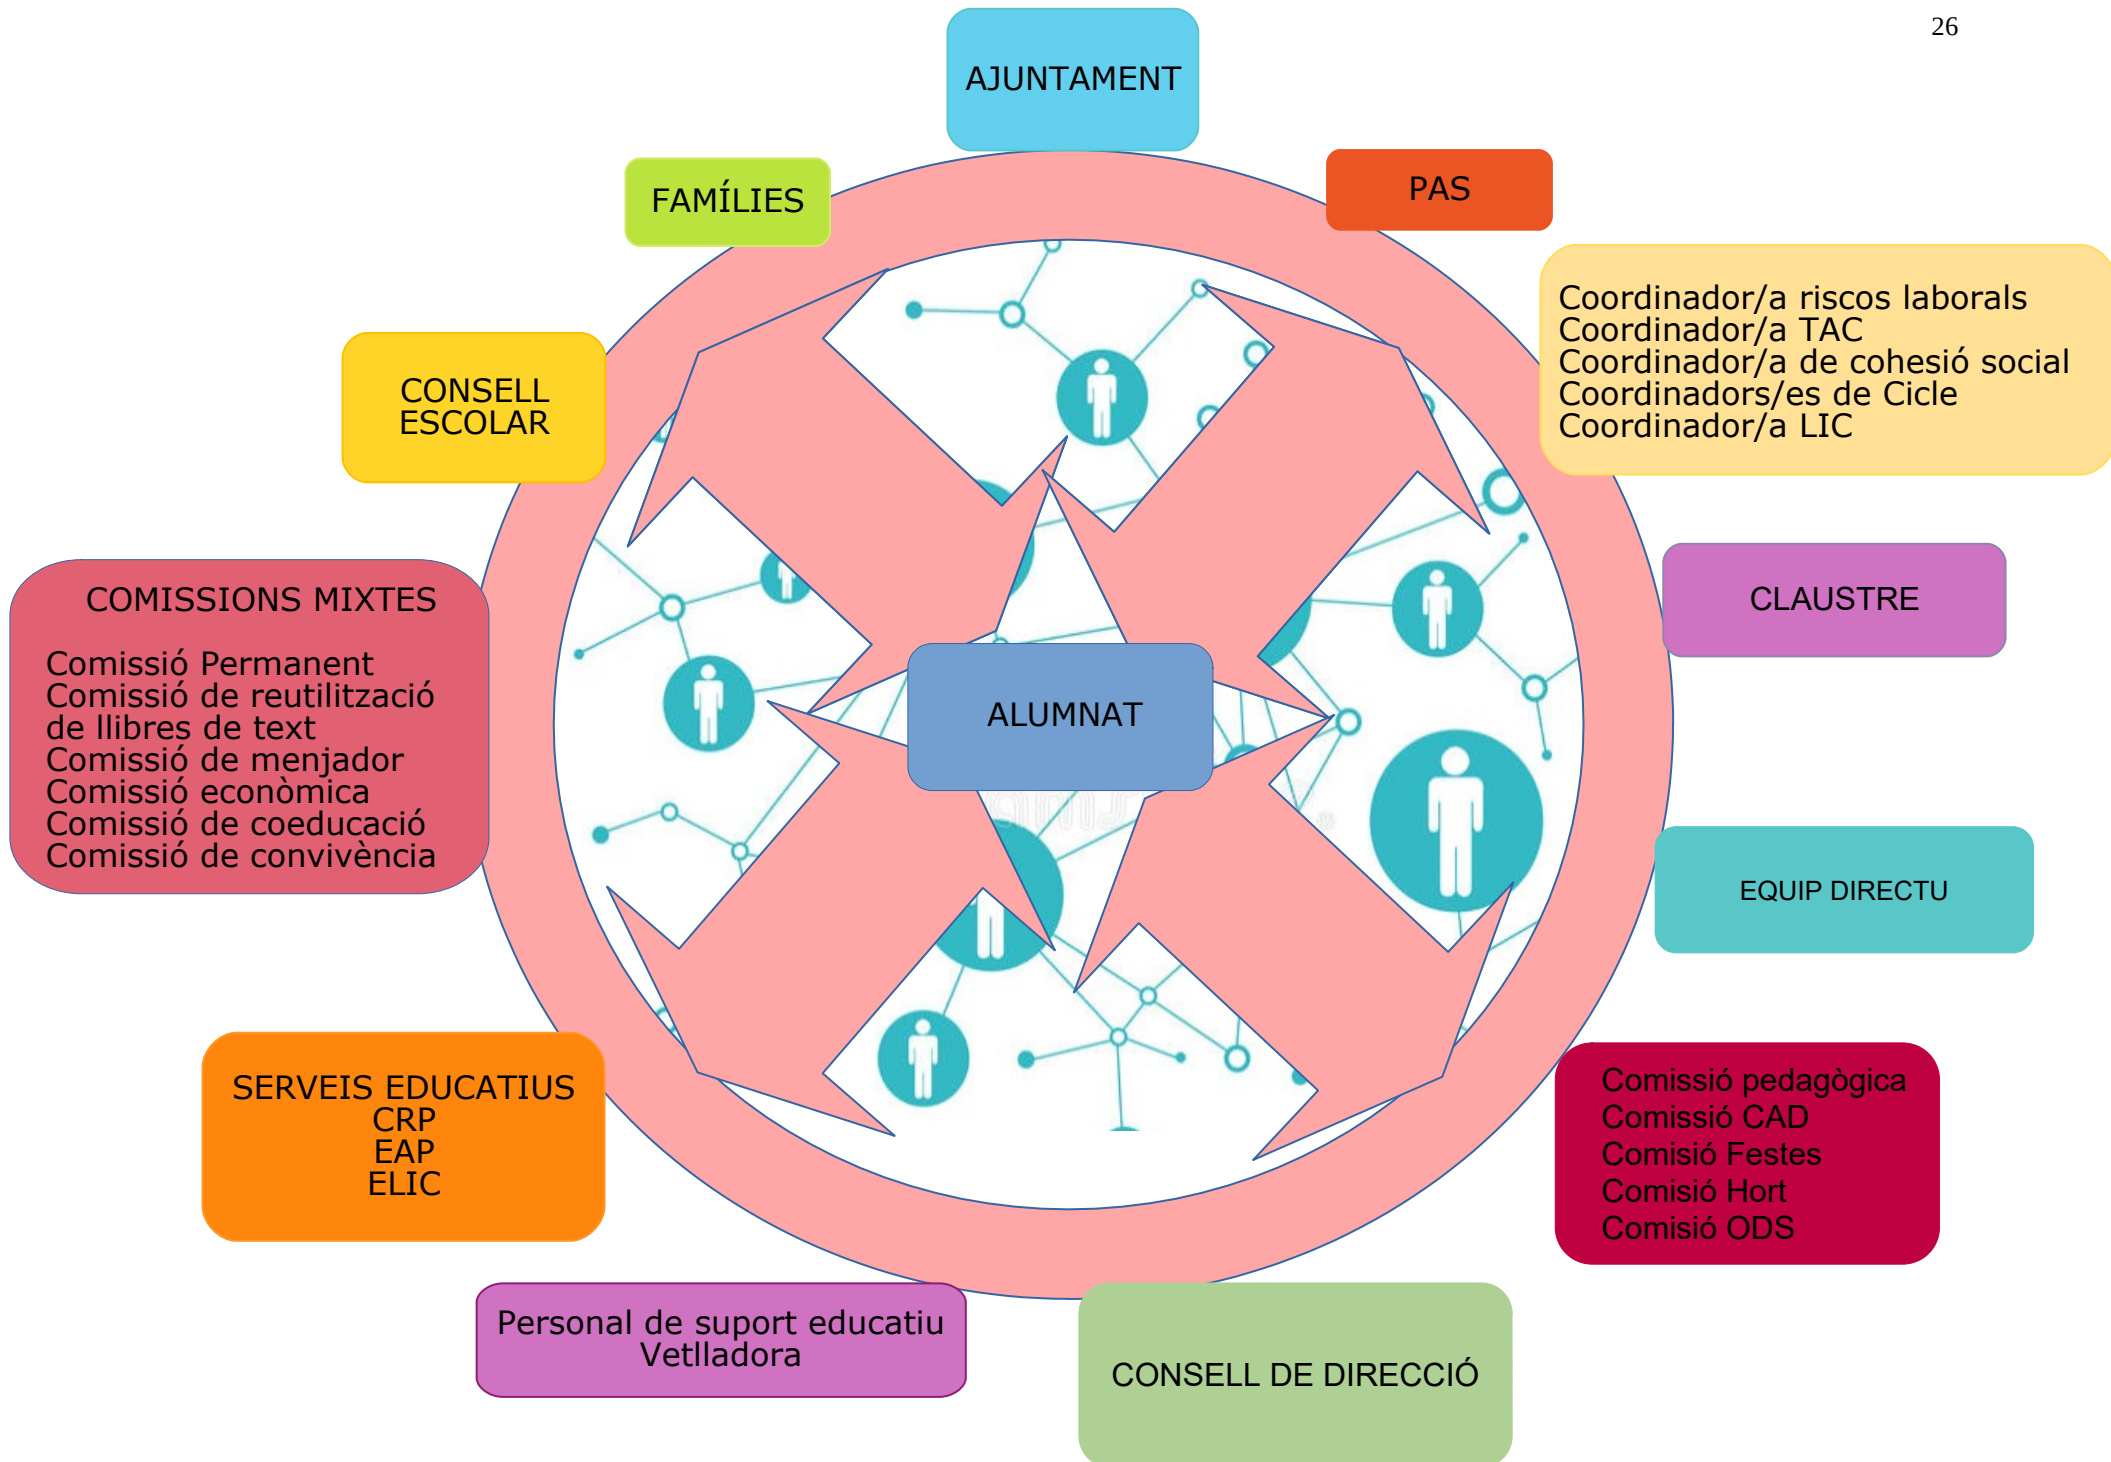 26
AJUNTAMENT
FAMÍLIES
PAS
Coordinador/a riscos laborals
Coordinador/a TAC
Coordinador/a de cohesió social
Coordinadors/es de Cicle
Coordinador/a LIC
CONSELL
ESCOLAR
COMISSIONS MIXTES
Comissió Permanent
Comissió de reutilització
de llibres de text
Comissió de menjador
Comissió econòmica
Comissió de coeducació
Comissió de convivència
CLAUSTRE
ALUMNAT
EQUIP DIRECTU
SERVEIS EDUCATIUS
CRP
EAP
ELIC
Comissió pedagògica
Comissió CAD
Comisió Festes
Comisió Hort
Comisió ODS
Personal de suport educatiu
Vetlladora
CONSELL DE DIRECCIÓ